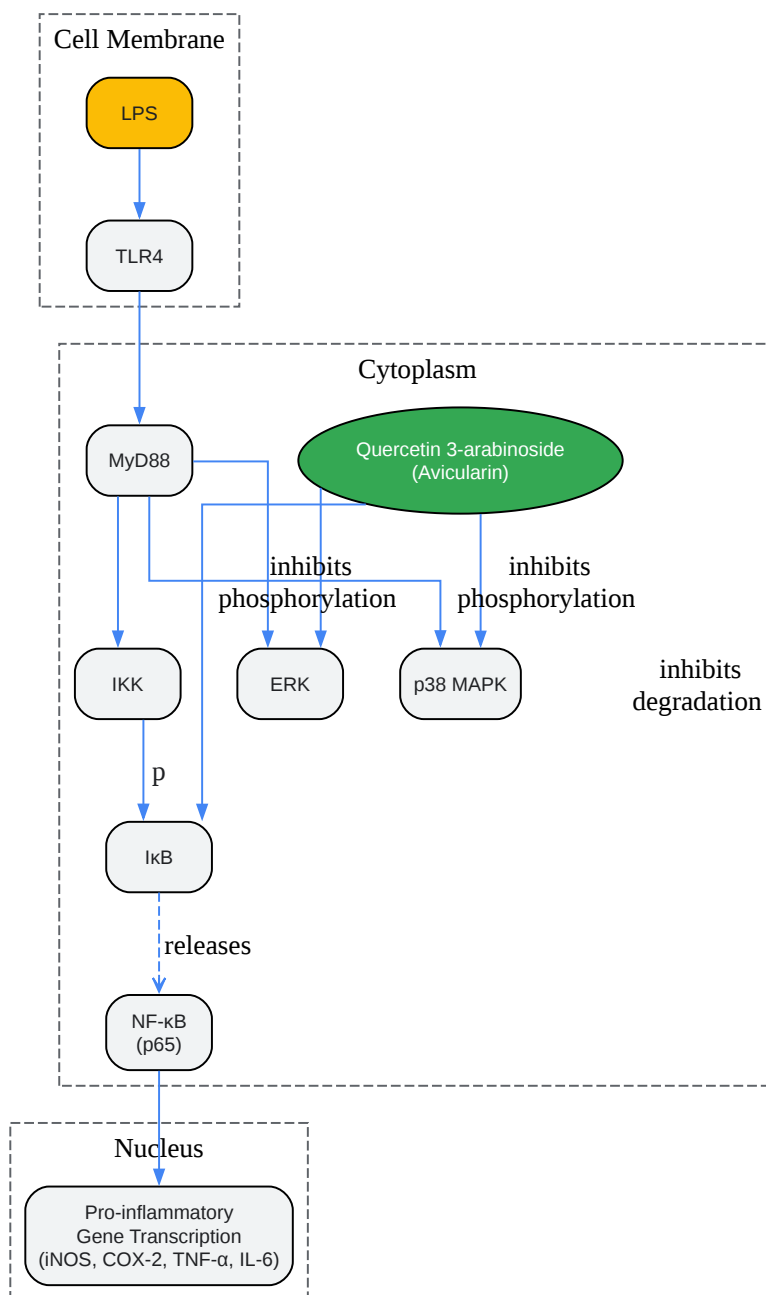 Cell Membrane
LPS
TLR4
Cytoplasm
MyD88
Quercetin 3-arabinoside
(Avicularin)
inhibits
phosphorylation
inhibits
phosphorylation
IKK
ERK
p38 MAPK
inhibits
degradation
p
IκB
releases
NF-κB
(p65)
Nucleus
Pro-inflammatory
Gene Transcription
(iNOS, COX-2, TNF-α, IL-6)